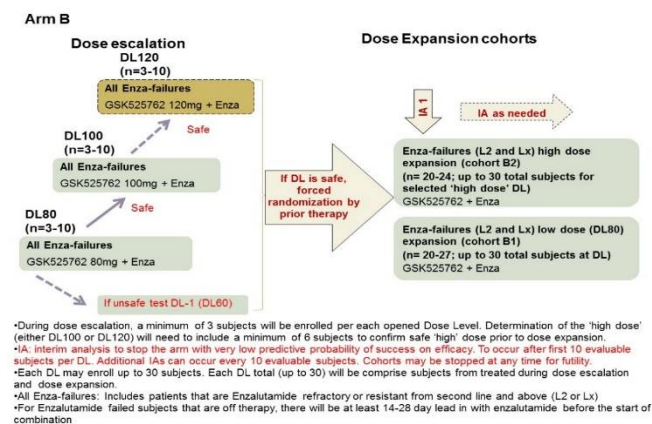 Arm B
Dose escalation
DL120
(n=3-10)
All Enza-failures
GSK525762 120mg + Enza
DL100
(n=3-10)
Safe
All Enza-failures
GSK525762 100mg + Enza
DL80
(n=3-10)
Safe
All Enza-failures
GSK525762 80mg + Enza
If unsafe test DL-1 (DL60)
If DL is safe,
forced
randomization by
prior therapy
Dose Expansion cohorts
IA 1
IA as needed
Enza-failures (L2 and Lx) high dose
expansion (cohort B2)
(n= 20-24; up to 30 total subjects for
selected 'high dose' DL)
GSK525762 + Enza
Enza-failures (L2 and Lx) low dose (DL80)
expansion (cohort B1)
(n= 20-27; up to 30 total subjects at DL)
GSK525762 + Enza
•During dose escalation, a minimum of 3 subjects will be enrolled per each opened Dose Level. Determination of the 'high dose'
(either DL100 or DL120) will need to include a minimum of 6 subjects to confirm safe 'high' dose prior to dose expansion.
•IA: interim analysis to stop the arm with very low predictive probability of success on efficacy. To occur after first 10 evaluable
subjects per DL. Additional IAs can occur every 10 evaluable subjects. Cohorts may be stopped at any time for futility.
•Each DL may enroll up to 30 subjects. Each DL total (up to 30) will be comprise subjects from treated during dose escalation
and dose expansion.
•All Enza-failures: Includes patients that are Enzalutamide refractory or resistant from second line and above (L2 or Lx)
•For Enzalutamide failed subjects that are off therapy, there will be at least 14-28 day lead in with enzalutamide before the start of
combination